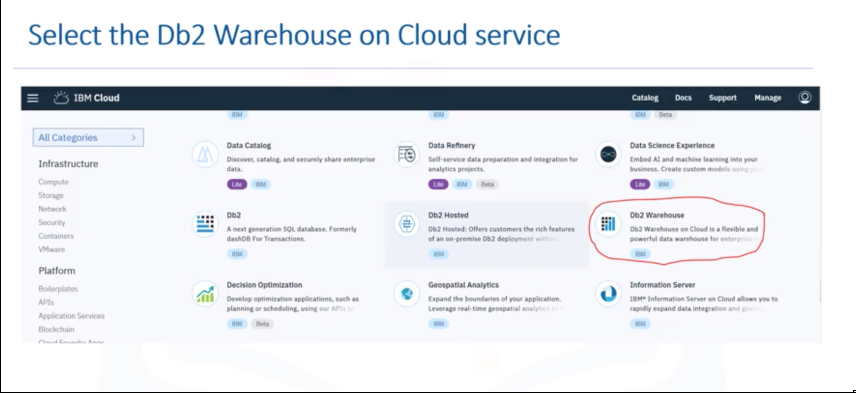 Select the Db2 Warehouse on Cloud service
IBM Cloud
Catalog Docs Support Manage
All Categories >
Infrastructure
Compute
Storage
Network
Security
Containers
VMware
Platform
Boilerplates
APIs
Application Services
Blockchain
Cloud Foundry Apps
IBM
IBM
IBM Beta
Data Catalog
Discover, catalog, and securely share enterprise
data.
Lite IBM
Data Refinery
Self-service data preparation and integration for
analytics projects.
Lite IBM Beta
Data Science Experience
Embed AI and machine learning into your
business. Create custom models using your
Lite IBM
Db2
A next generation SQL database. Formerly
dashDB For Transactions.
IBM
Db2 Hosted
Db2 Hosted: Offers customers the rich features
of an on-premise Db2 deployment without
IBM
Db2 Warehouse
Db2 Warehouse on Cloud is a flexible and
powerful data warehouse for enterprise
IBM
Decision Optimization
Develop optimization applications, such as
planning or scheduling, using our APIs to
IBM Beta
Geospatial Analytics
Expand the boundaries of your application.
Leverage real-time geospatial analytics
IBM
Information Server
IBM® Information Server on Cloud allows you to
rapidly expand data integration and
IBM